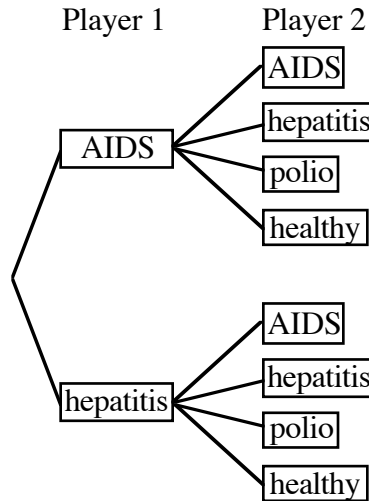 Player 1 Player 2
AIDS
hepatitis
AIDS
polio
healthy
AIDS
hepatitis
hepatitis
polio
healthy